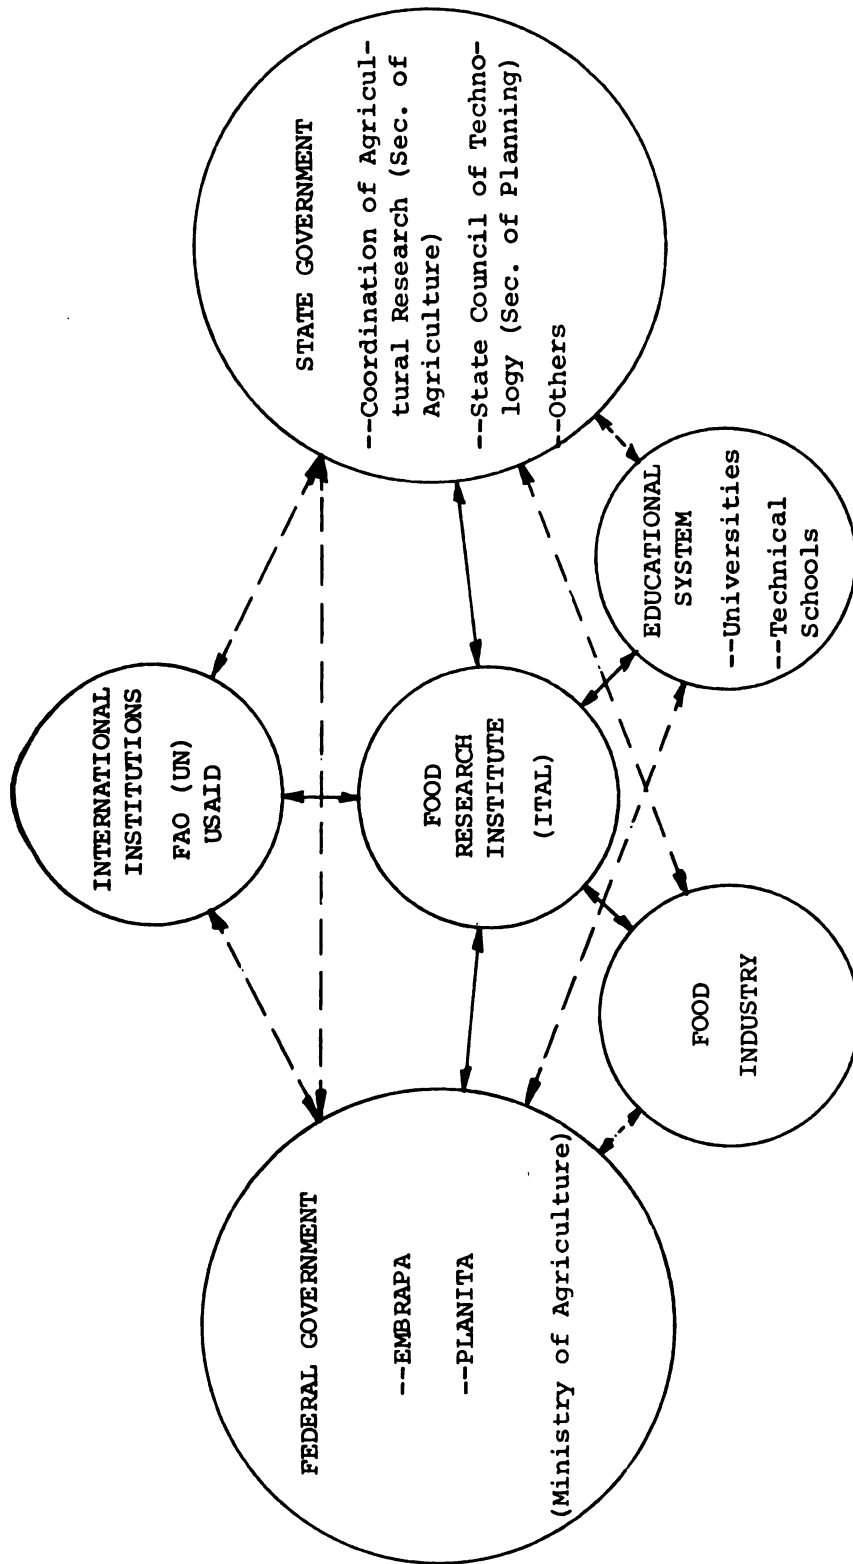 INTERNATIONAL
INSTITUTIONS
FAO (UN)
USAID
FEDERAL GOVERNMENT
--EMBRAPA
--PLANITA
(Ministry of Agriculture)
FOOD
RESEARCH
INSTITUTE
(ITAL)
STATE GOVERNMENT
--Coordination of Agricul-
tural Research (Sec. of
Agriculture)
--State Council of Techno-
logy (Sec. of Planning)
--Others
FOOD
INDUSTRY
EDUCATIONAL
SYSTEM
--Universities
--Technical
Schools